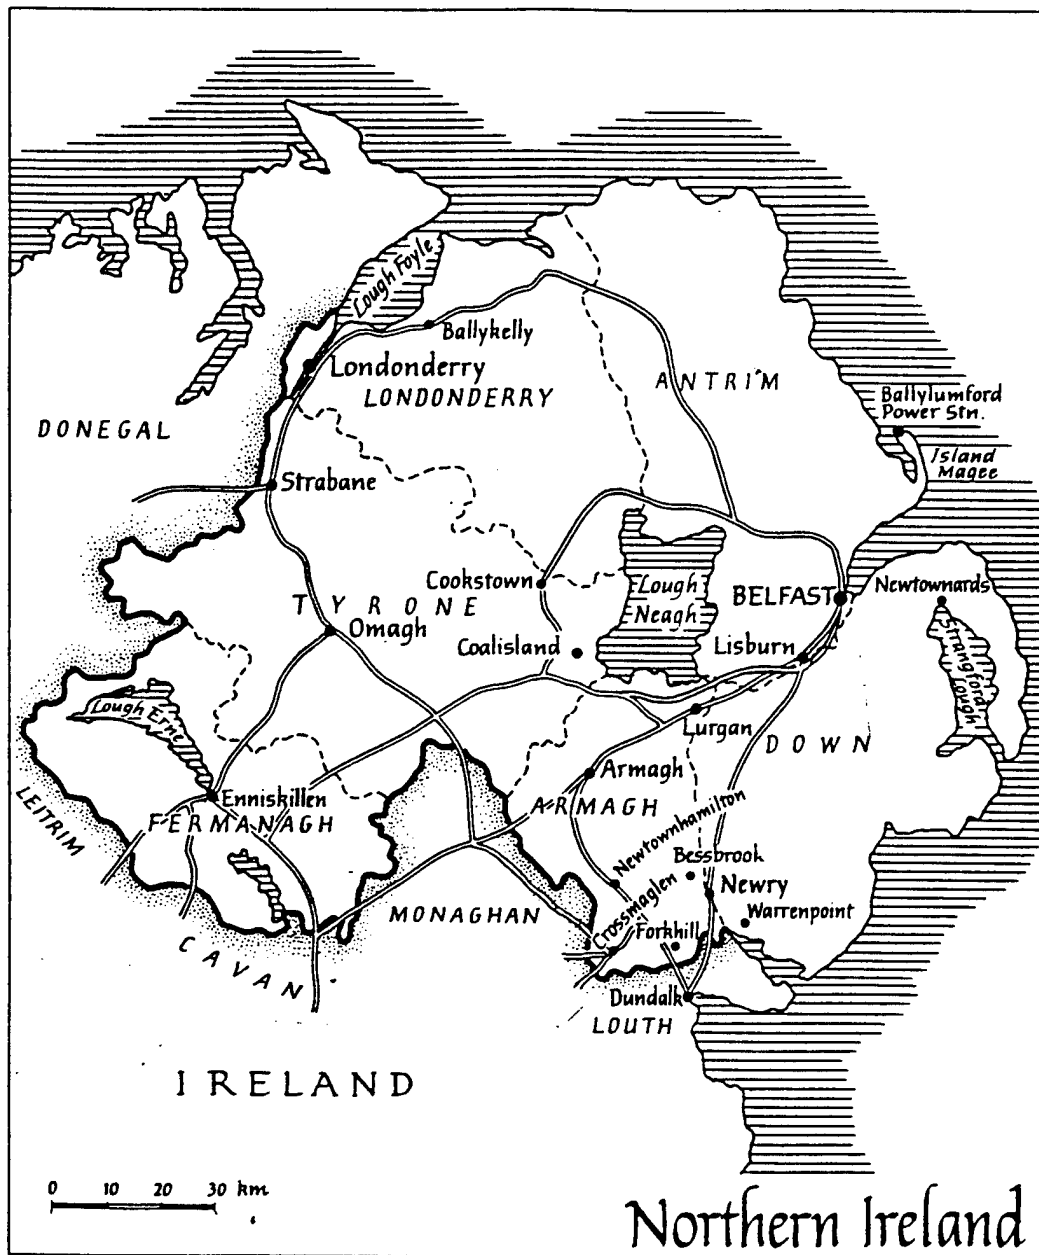 Lough Foyle
Ballykelly
Londonderry
LONDONDERRY
ANTRIM
Ballylumford
Power Stn.
Island
Magee
DONEGAL
Strabane
Cookstown
Lough
Neagh
BELFAST
Newtownards
TYRONE
Omagh
Coalisland
Lisburn
Strangford
Lough
Lough Erne
Lurgan
DOWN
Enniskillen
Armagh
LEITRIM
FERMANAGH
ARMAGH
Newtownhamilton
Bessbrook
Newry
MONAGHAN
Crossmaglen
Forkhill
Warrenpoint
CAVAN
Dundalk
LOUTH
IRELAND
0 10 20 30 km
Northern Ireland